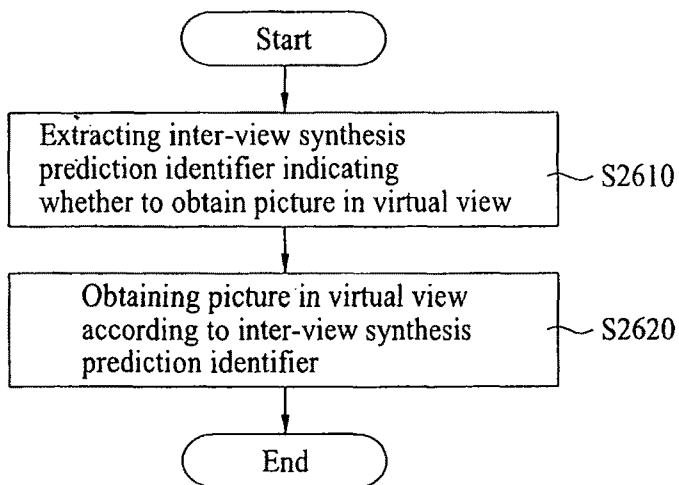 Start
Extracting inter-view synthesis
prediction identifier indicating
whether to obtain picture in virtual view
S2610
Obtaining picture in virtual view
according to inter-view synthesis
prediction identifier
S2620
End